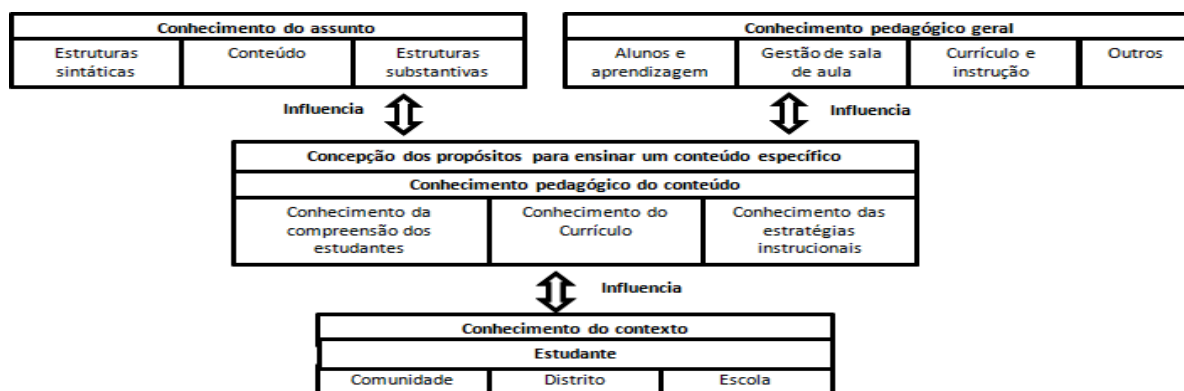 Conhecimento do assunto
Estruturas sintáticas
Conteúdo
Estruturas substantivas
Conhecimento pedagógico geral
Alunos e aprendizagem
Gestão de sala de aula
Currículo e instrução
Outros
Influencia
Influencia
Concepção dos propósitos para ensinar um conteúdo específico
Conhecimento pedagógico do conteúdo
Conhecimento da compreensão dos estudantes
Conhecimento do Currículo
Conhecimento das estratégias instrucionais
Influencia
Conhecimento do contexto
Estudante
Comunidade
Distrito
Escola